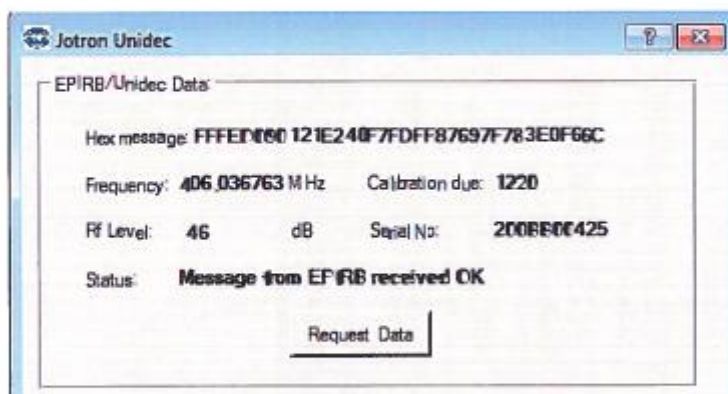 Jotron Unidec
EPIRB/Unidec Data:
Hex message:
Frequency: 406,036763 MHz Calibration due: 1220
Rf Level: 46 dB Serial No:
Status: Message from EPIRB received OK
Request Data